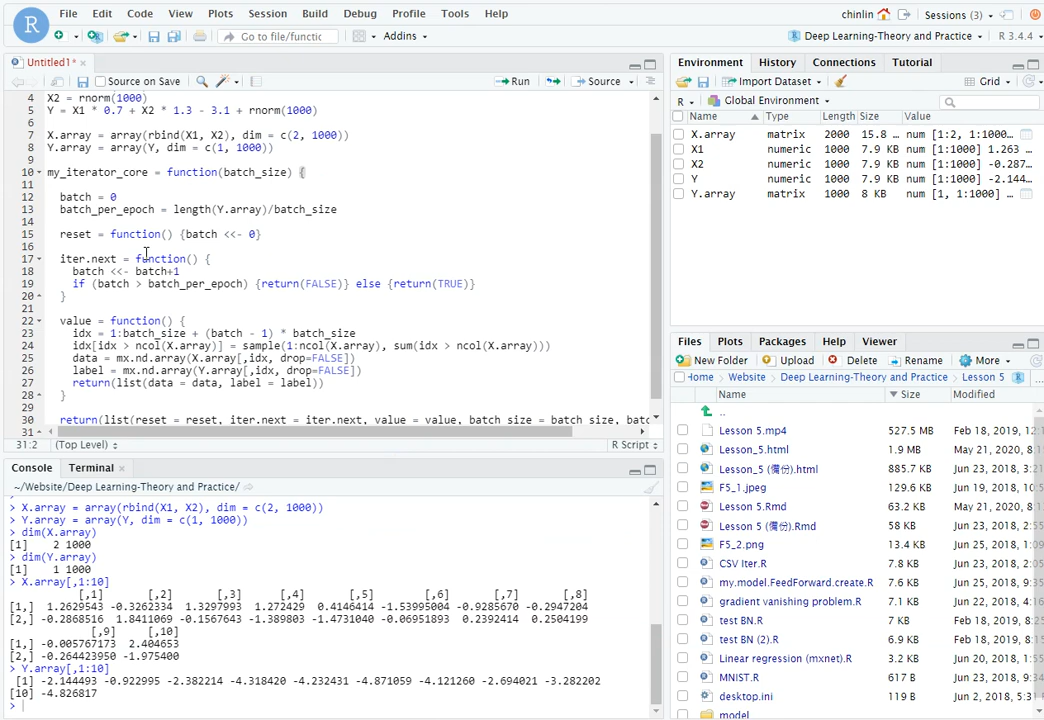 File Edit Code View Plots Session Build Debug Profile Tools Help
chinlin Sessions (3)
R
Go to file/functic
Addins
Deep Learning-Theory and Practice
R 3.4.4
Untitled1*
Source on Save
Run
Source
4 X2 = rnorm(1000)
5 Y = X1 * 0.7 + X2 * 1.3 - 3.1 + rnorm(1000)
6
7 X.array = array(rbind(X1, X2), dim = c(2, 1000))
8 Y.array = array(Y, dim = c(1, 1000))
9
10 my_iterator_core = function(batch_size) {
11
12 batch = 0
13 batch_per_epoch = length(Y.array)/batch_size
14
15 reset = function() {batch <<- 0}
16
17 iter.next = function() {
18 batch <<- batch+1
19 if (batch > batch_per_epoch) {return(FALSE)} else {return(TRUE)}
20 }
21
22 value = function() {
23 idx = 1:batch_size + (batch - 1) * batch_size
24 idx[idx > ncol(X.array)] = sample(1:ncol(X.array), sum(idx > ncol(X.array)))
25 data = mx.nd.array(X.array[,idx, drop=FALSE])
26 label = mx.nd.array(Y.array[,idx, drop=FALSE])
27 return(list(data = data, label = label))
28 }
29
30 return(list(reset = reset, iter.next = iter.next, value = value, batch_size = batch_size, batc
31
31:2 (Top Level) R Script
Console Terminal
~/Website/Deep Learning-Theory and Practice/
> X.array = array(rbind(X1, X2), dim = c(2, 1000))
> Y.array = array(Y, dim = c(1, 1000))
> dim(X.array)
[1] 2 1000
> dim(Y.array)
[1] 1 1000
> X.array[,1:10]
[,1] [,2] [,3] [,4] [,5] [,6] [,7] [,8]
[1,] 1.2629543 -0.3262334 1.3297993 1.272429 0.4146414 -1.53995004 -0.9285670 -0.2947204
[2,] -0.2868516 1.8411069 -0.1567643 -1.389803 -1.4731040 -0.06951893 0.2392414 0.2504199
[,9] [,10]
[1,] -0.005767173 2.404653
[2,] -0.264423950 -1.975400
> Y.array[,1:10]
[1] -2.144493 -0.922995 -2.382214 -4.318420 -4.232431 -4.871059 -4.121260 -2.694021 -3.282202
[10] -4.826817
>
Environment History Connections Tutorial
Import Dataset
Grid
R Global Environment
Name Type Length Size Value
X.array matrix 2000 15.8 … num [1:2, 1:1000…
X1 numeric 1000 7.9 KB num 1.263 …
X2 numeric 1000 7.9 KB num -0.287…
Y numeric 1000 7.9 KB num -2.144…
Y.array matrix 1000 8 KB num [1, 1:1000] …
Files Plots Packages Help Viewer
New Folder Upload Delete Rename More
Home Website Deep Learning-Theory and Practice Lesson 5 ...
Name Size Modified
..
Lesson 5.mp4 527.5 MB Feb 18, 2019, 12:
Lesson_5.html 1.9 MB May 21, 2020, 8:
Lesson_5 (備份).html 885.7 KB Jun 23, 2018, 3:
F5_1.jpeg 129.6 KB Jun 19, 2018, 10:
Lesson 5.Rmd 63.2 KB May 21, 2020, 8:
Lesson 5 (備份).Rmd 58 KB Jun 23, 2018, 3:
F5_2.png 13.4 KB Jun 25, 2018, 1:
CSV Iter.R 7.8 KB Jun 23, 2018, 3:
my.model.FeedForward.create.R 7.6 KB Jun 25, 2018, 1:
gradient vanishing problem.R 7.1 KB Jun 22, 2018, 4:
test BN.R 7 KB Jun 23, 2018, 3:
test BN (2).R 6.9 KB Jun 23, 2018, 3:
Linear regression (mxnet).R 6.9 KB Jun 20, 2018, 3:
MNIST.R 617 B Jun 23, 2018, 9:
desktop.ini 119 B Jun 2, 2018, 3:
model